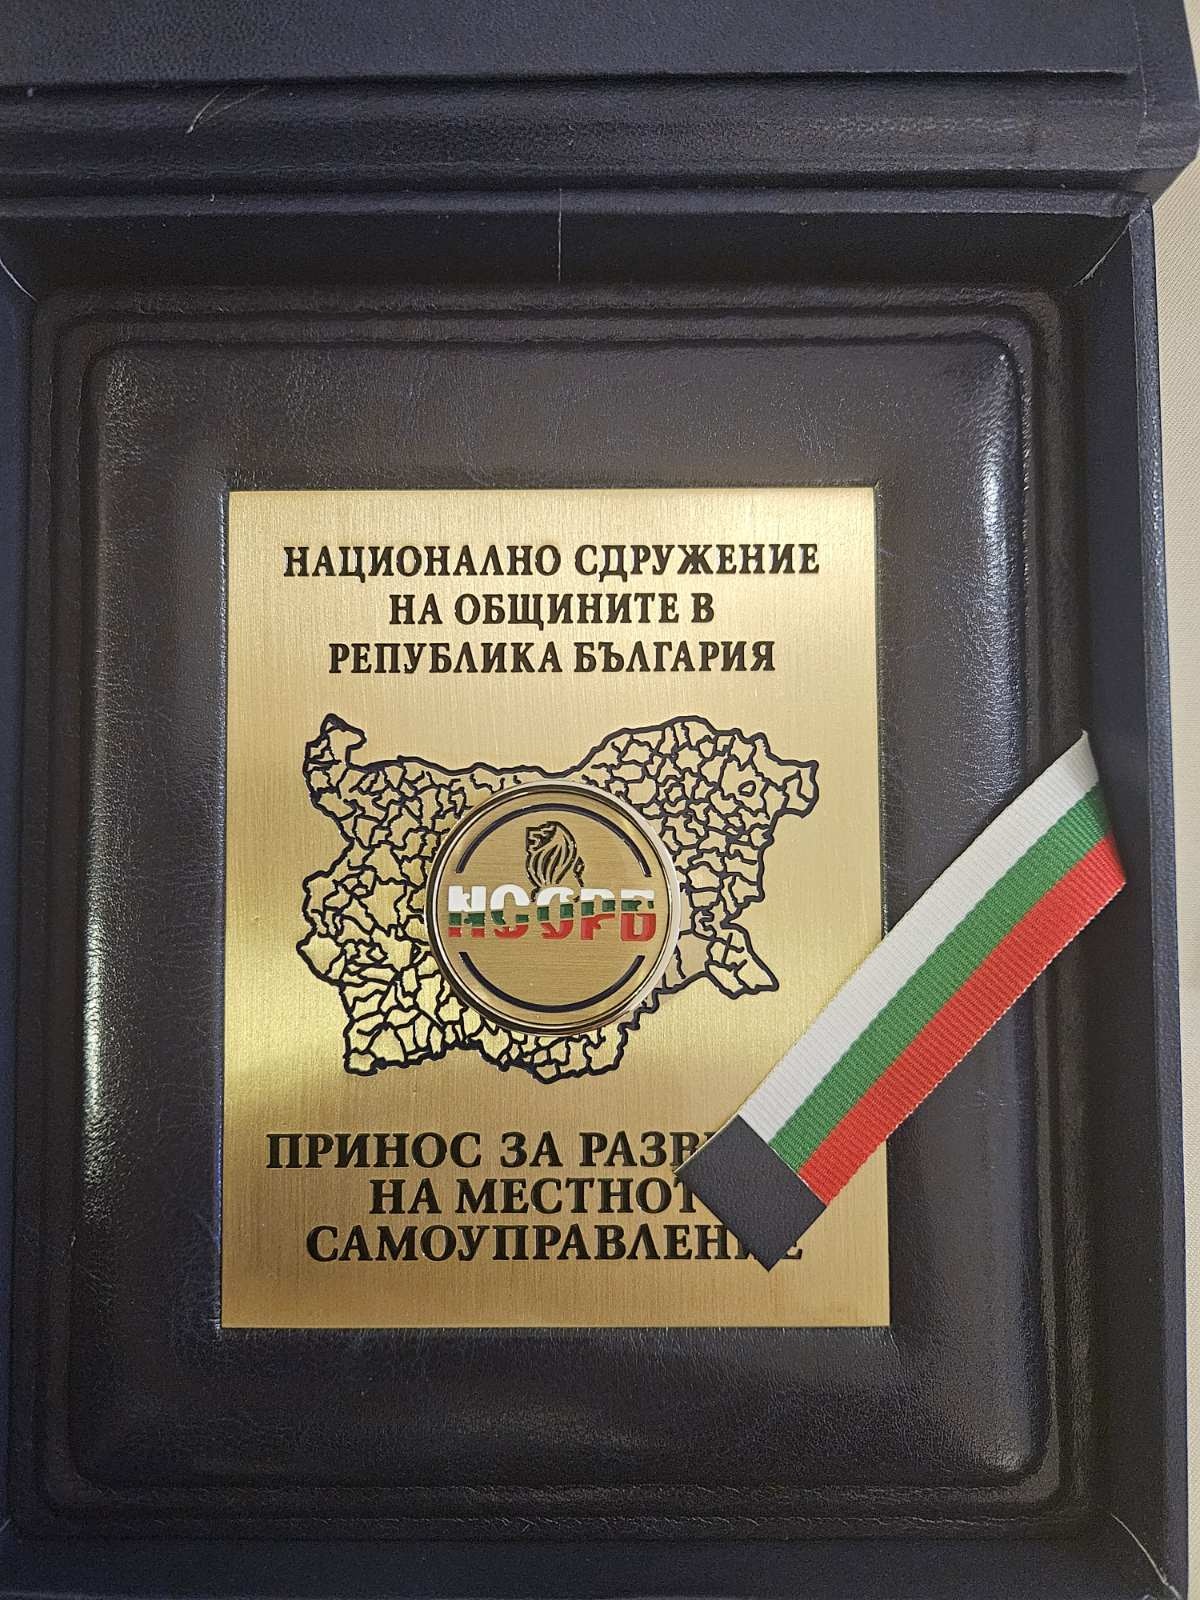 НАЦИОНАЛНО СДРУЖЕНИЕ
НА ОБЩИНИТЕ В
РЕПУБЛИКА БЪЛГАРИЯ
НСОРБ
ПРИНОС ЗА
НА